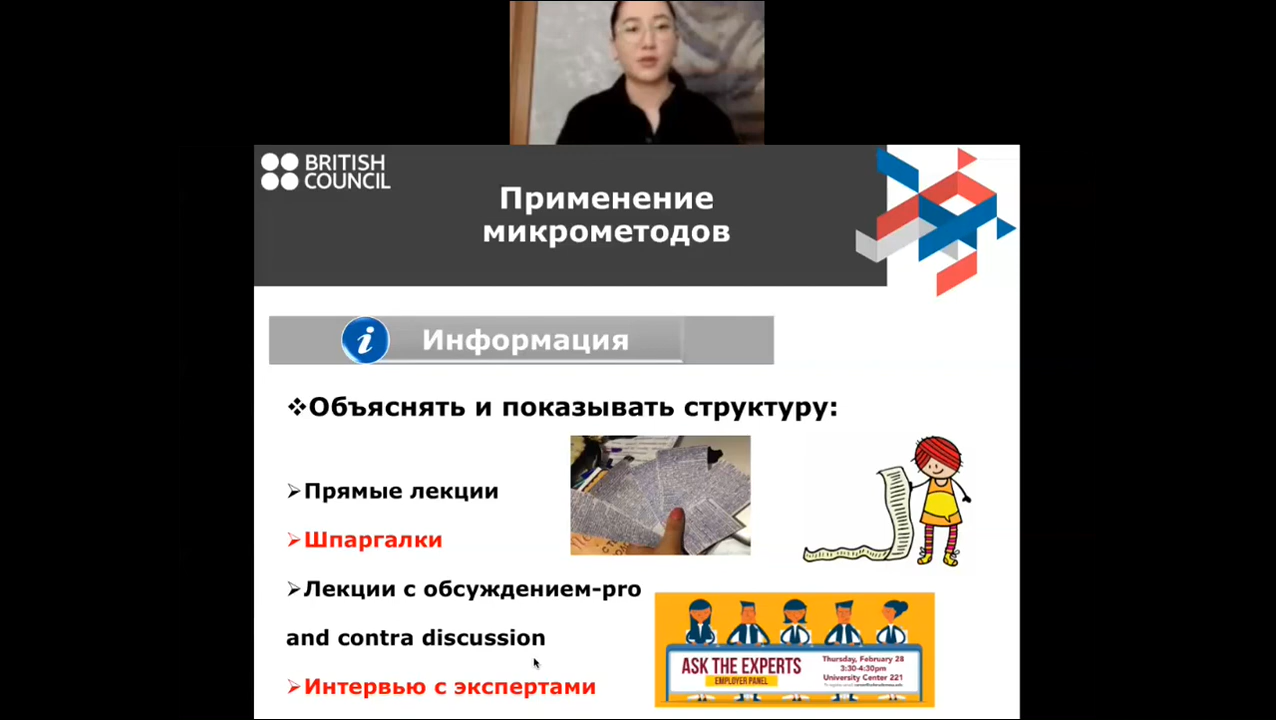 BRITISH
COUNCIL
Применение
микрометодов
i Информация
❖Объяснять и показывать структуру:
➢Прямые лекции
➢Шпаргалки
➢Лекции с обсуждением-pro
and contra discussion
➢Интервью с экспертами
ASK THE EXPERTS
EMPLOYER PANEL
Thursday, February 28
3:30-4:30pm
University Center 221